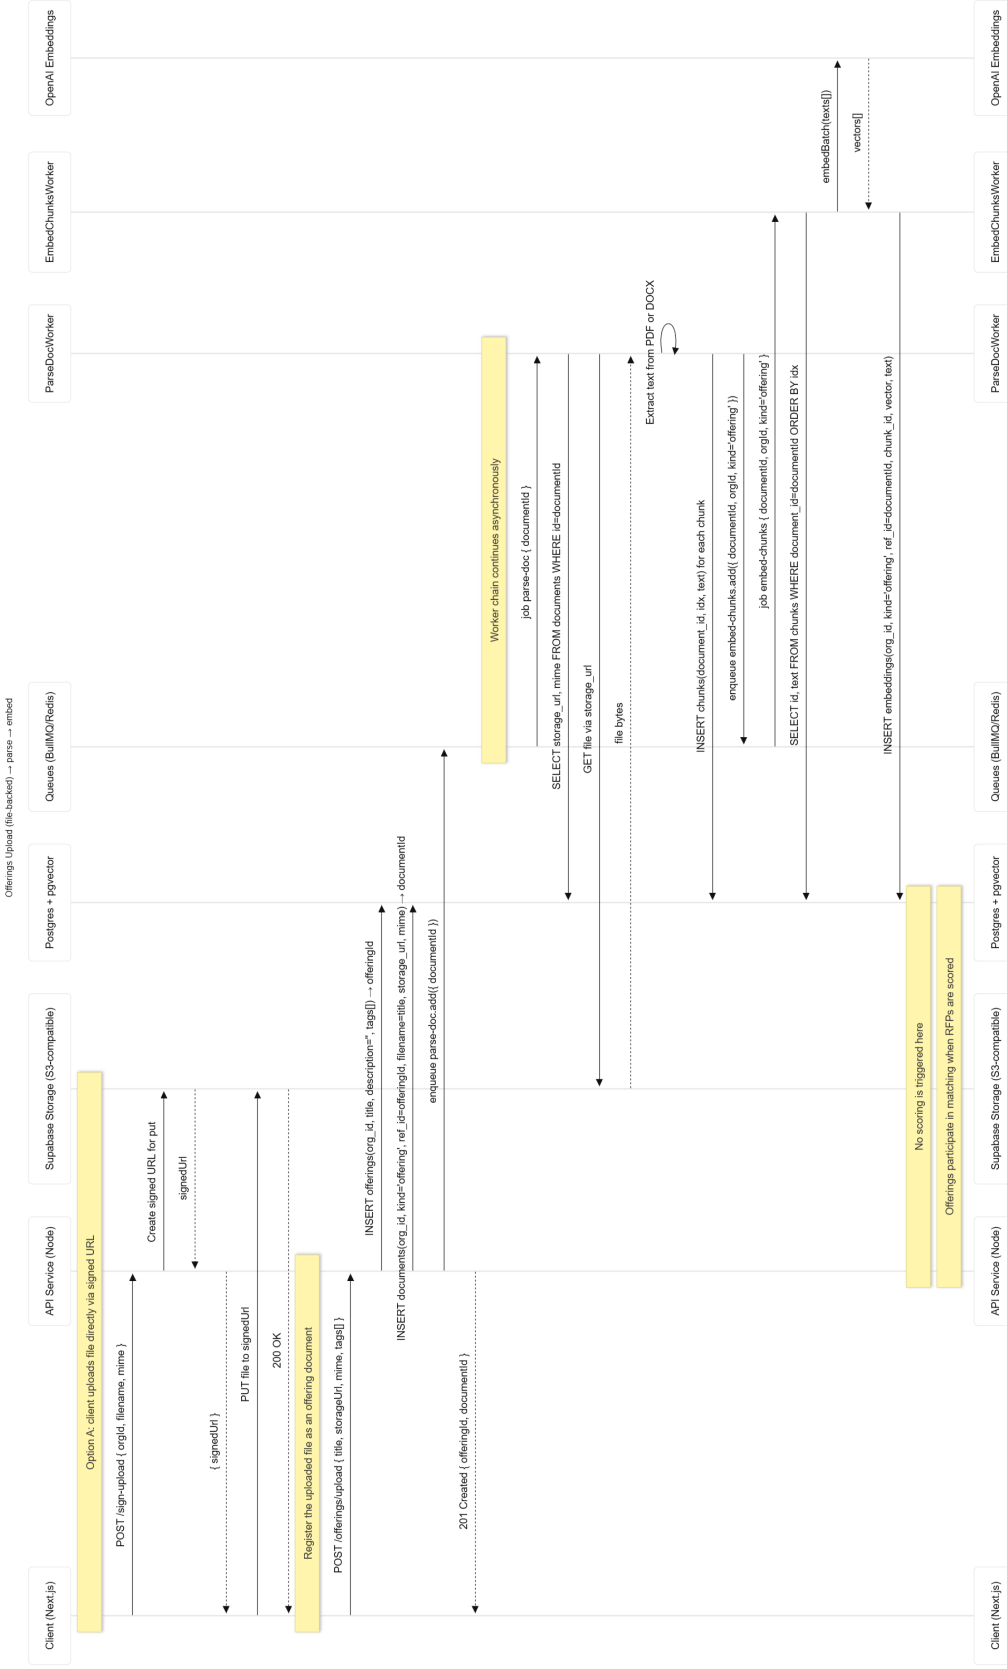 Offerings Upload (file-backed) → parse → embed
Client (Next.js)
API Service (Node)
Supabase Storage (S3-compatible)
Postgres + pgvector
Queues (BullMQ/Redis)
ParseDocWorker
EmbedChunksWorker
OpenAI Embeddings
Option A: client uploads file directly via signed URL
POST /sign-upload { orgId, filename, mime }
Create signed URL for put
signedUrl
{ signedUrl }
PUT file to signedUrl
200 OK
Register the uploaded file as an offering document
POST /offerings/upload { title, storageUrl, mime, tags[] }
INSERT offerings(org_id, title, description='', tags[]) → offeringId
INSERT documents(org_id, kind='offering', ref_id=offeringId, filename=title, storage_url, mime) → documentId
enqueue parse-doc.add({ documentId })
201 Created { offeringId, documentId }
Worker chain continues asynchronously
job parse-doc { documentId }
SELECT storage_url, mime FROM documents WHERE id=documentId
GET file via storage_url
file bytes
Extract text from PDF or DOCX
INSERT chunks(document_id, idx, text) for each chunk
enqueue embed-chunks.add({ documentId, orgId, kind='offering' })
job embed-chunks { documentId, orgId, kind='offering' }
SELECT id, text FROM chunks WHERE document_id=documentId ORDER BY idx
embedBatch(texts[])
vectors[]
INSERT embeddings(org_id, kind='offering', ref_id=documentId, chunk_id, vector, text)
No scoring is triggered here
Offerings participate in matching when RFPs are scored
Client (Next.js)
API Service (Node)
Supabase Storage (S3-compatible)
Postgres + pgvector
Queues (BullMQ/Redis)
ParseDocWorker
EmbedChunksWorker
OpenAI Embeddings